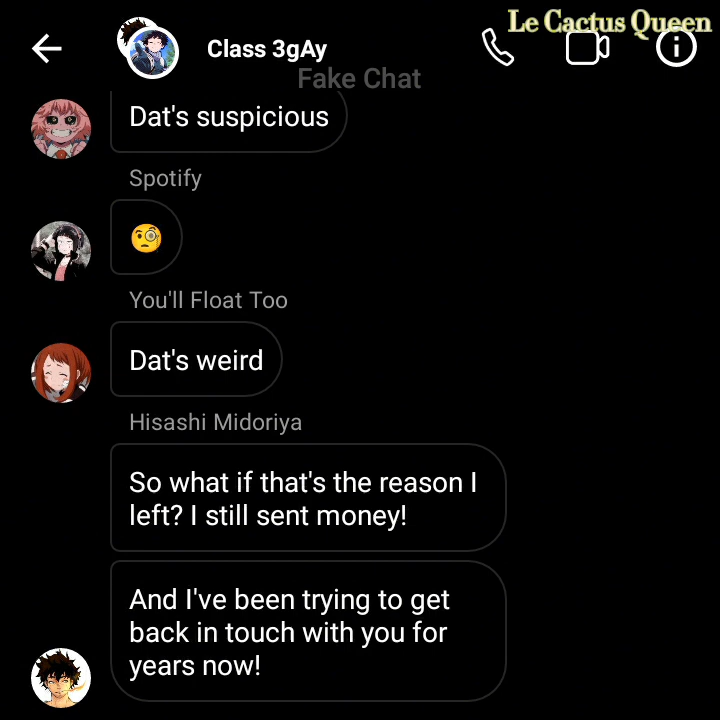 Le Cactus Queen
Class 3gAy
Fake Chat
Dat's suspicious
Spotify
🧐
You'll Float Too
Dat's weird
Hisashi Midoriya
So what if that's the reason I
left? I still sent money!
And I've been trying to get
back in touch with you for
years now!